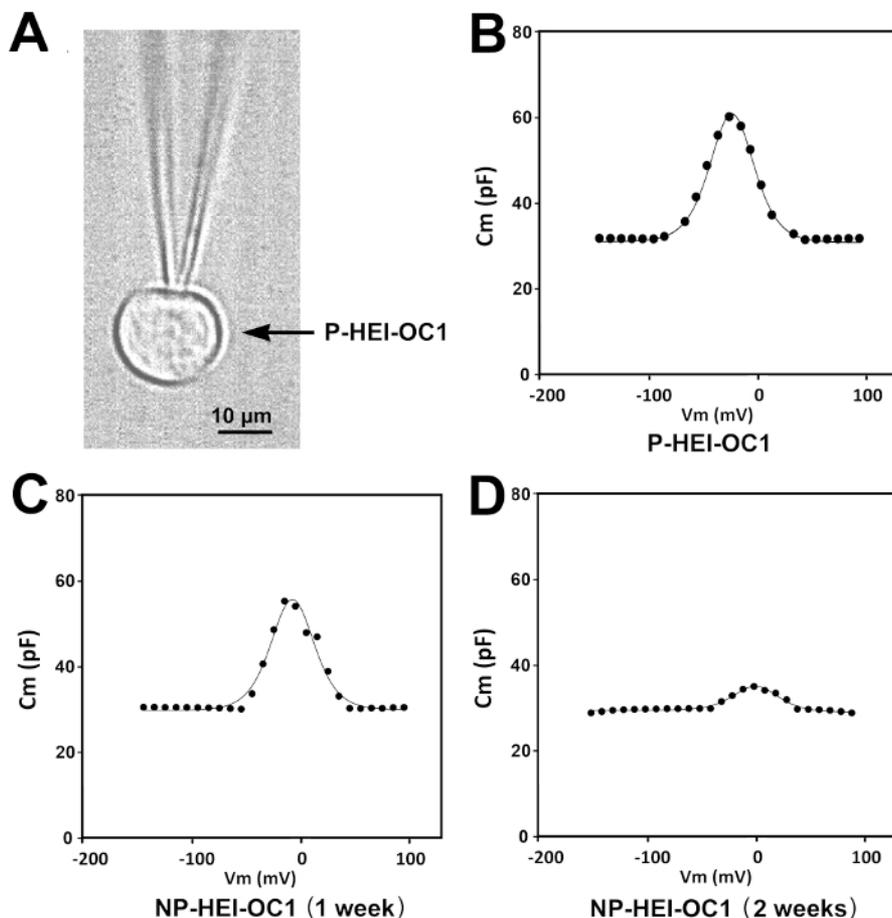 A
P-HEI-OC1
10 µm
B
80
60
40
20
0
Cm (pF)
-200
-100
0
100
Vm (mV)
P-HEI-OC1
C
80
60
40
20
0
Cm (pF)
-200
-100
0
100
Vm (mV)
NP-HEI-OC1 (1 week)
D
80
60
40
20
0
Cm (pF)
-200
-100
0
100
Vm (mV)
NP-HEI-OC1 (2 weeks)